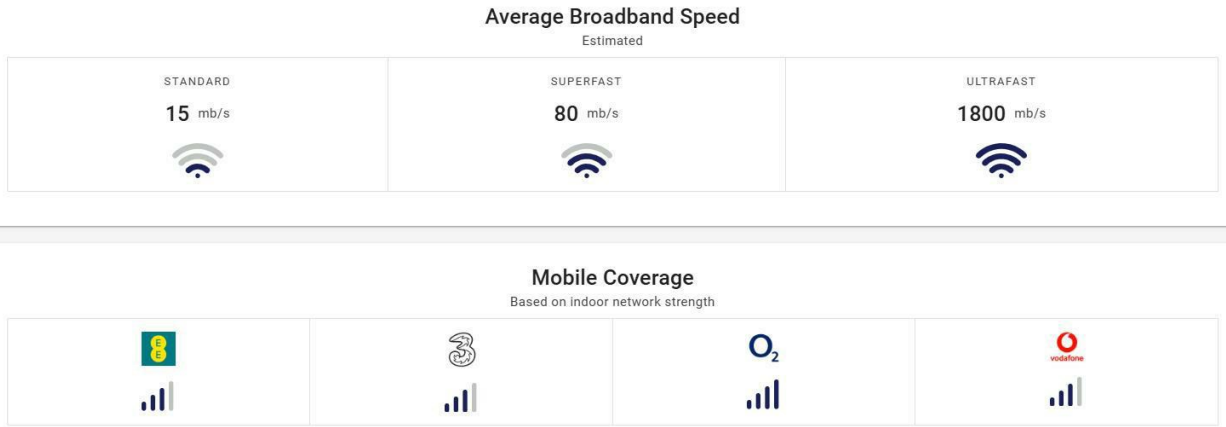 Average Broadband Speed
Estimated
STANDARD
15 mb/s
SUPERFAST
80 mb/s
ULTRAFAST
1800 mb/s
Mobile Coverage
Based on indoor network strength
E
E
3
O2
vodafone